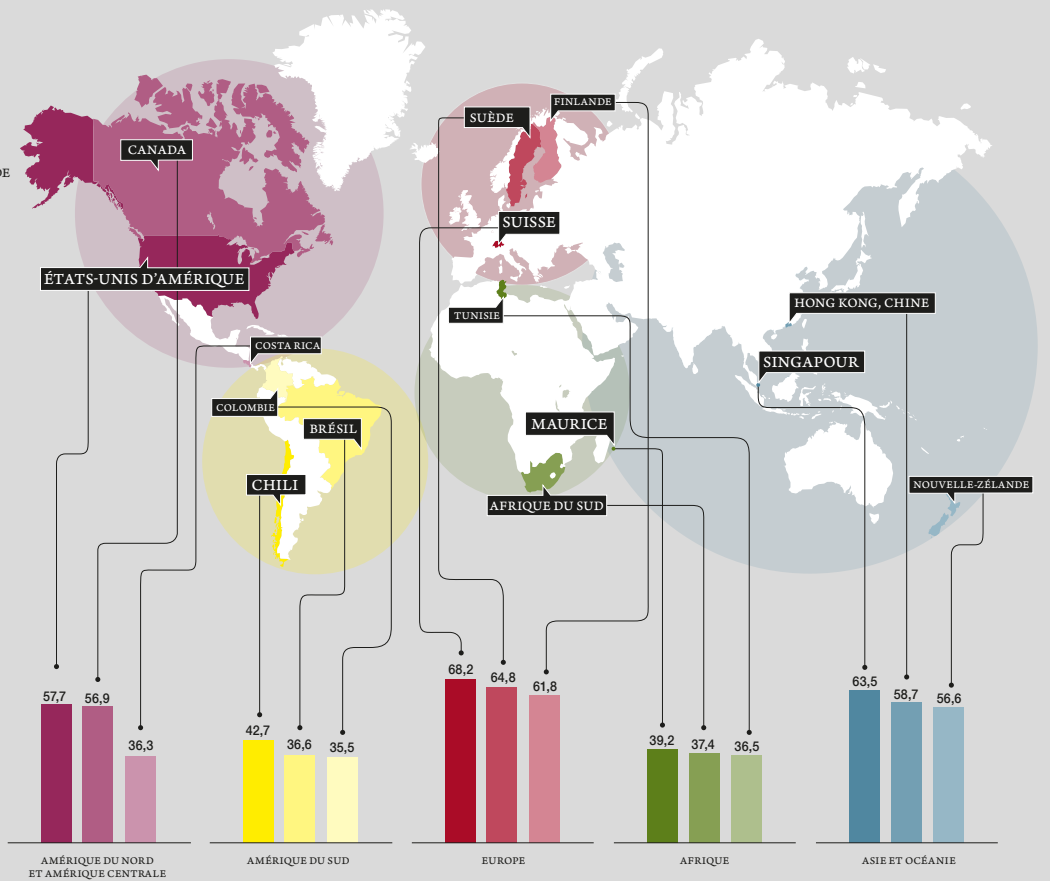 DE
CANADA
ÉTATS-UNIS D'AMÉRIQUE
COSTA RICA
COLOMBIE
BRÉSIL
CHILI
FINLANDE
SUÈDE
SUISSE
TUNISIE
MAURICE
AFRIQUE DU SUD
HONG KONG, CHINE
SINGAPOUR
NOUVELLE-ZÉLANDE
57,7
56,9
36,3
42,7
36,6
35,5
68,2
64,8
61,8
39,2
37,4
36,5
63,5
58,7
56,6
AMÉRIQUE DU NORD
ET AMÉRIQUE CENTRALE
AMÉRIQUE DU SUD
EUROPE
AFRIQUE
ASIE ET OCÉANIE